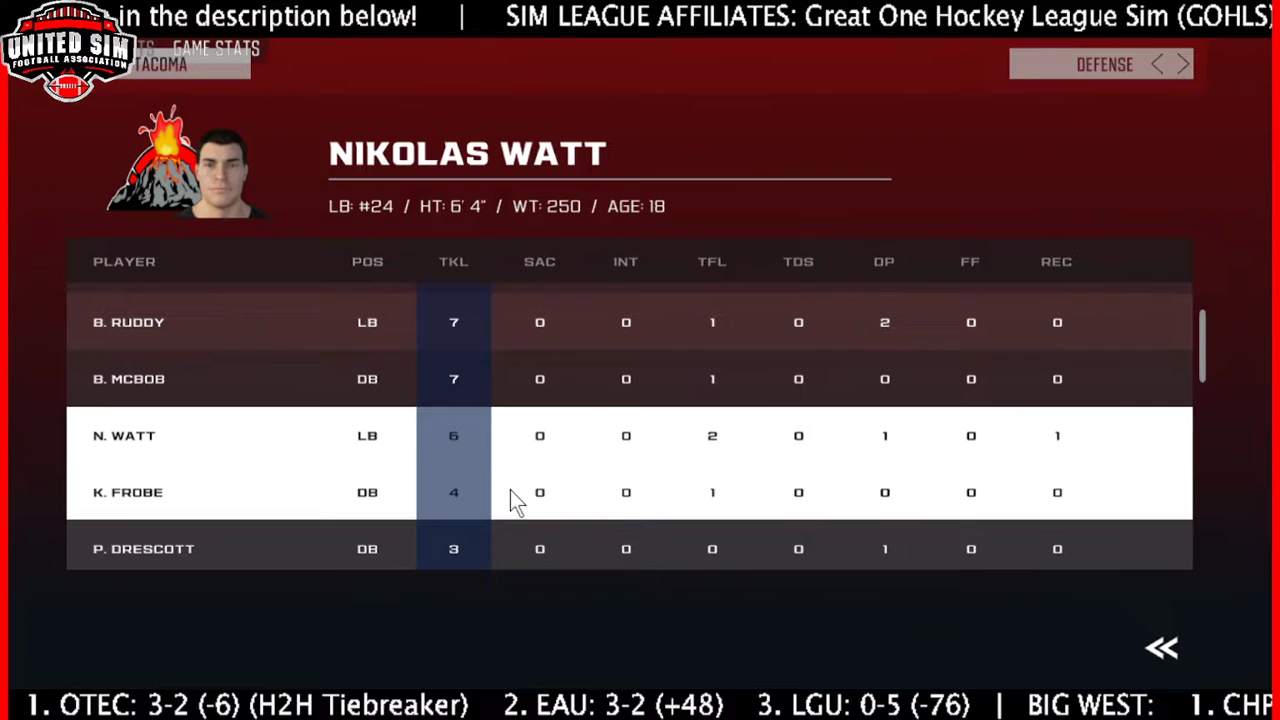 in the description below! | SIM LEAGUE AFFILIATES: Great One Hockey League Sim (GOHLS)
UNITED SIM
FOOTBALL ASSOCIATION
TS GAME STATS
TACOMA
DEFENSE
NIKOLAS WATT
LB: #24 / HT: 6' 4" / WT: 250 / AGE: 18
PLAYER POS TKL SAC INT TFL TDS DP FF REC
B. RUDDY LB 7 0 0 1 0 2 0 0
B. MCBOB DB 7 0 0 1 0 0 0 0
N. WATT LB 6 0 0 2 0 1 0 1
K. FROBE DB 4 0 0 1 0 0 0 0
P. DRESCOTT DB 3 0 0 0 0 1 0 0
1. OTEC: 3-2 (-6) (H2H Tiebreaker) 2. EAU: 3-2 (+48) 3. LGU: 0-5 (-76) | BIG WEST: 1. CHP